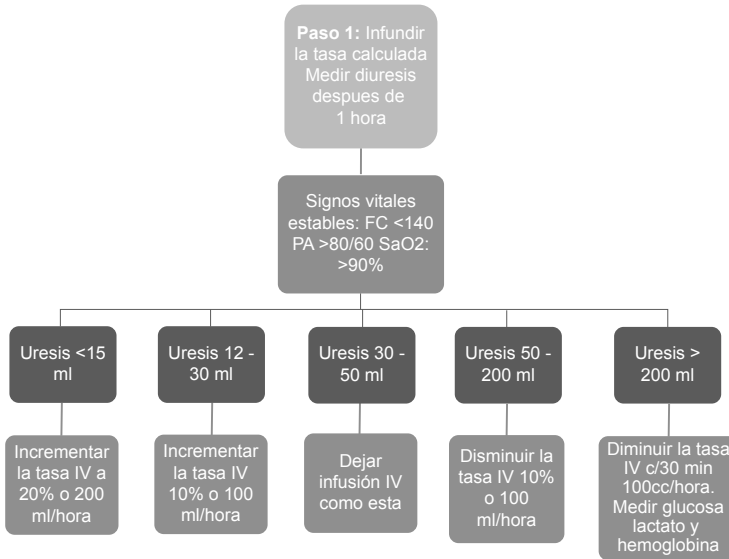 Paso 1: Infundir
la tasa calculada
Medir diuresis
despues de
1 hora
Signos vitales
estables: FC <140
PA >80/60 SaO2:
>90%
Uresis <15
ml
Uresis 12 -
30 ml
Uresis 30 -
50 ml
Uresis 50 -
200 ml
Uresis >
200 ml
Incrementar
la tasa IV a
20% o 200
ml/hora
Incrementar
la tasa IV
10% o 100
ml/hora
Dejar
infusión IV
como esta
Disminuir la
tasa IV 10%
o 100
ml/hora
Diminuir la tasa
IV c/30 min
100cc/hora.
Medir glucosa
lactato y
hemoglobina